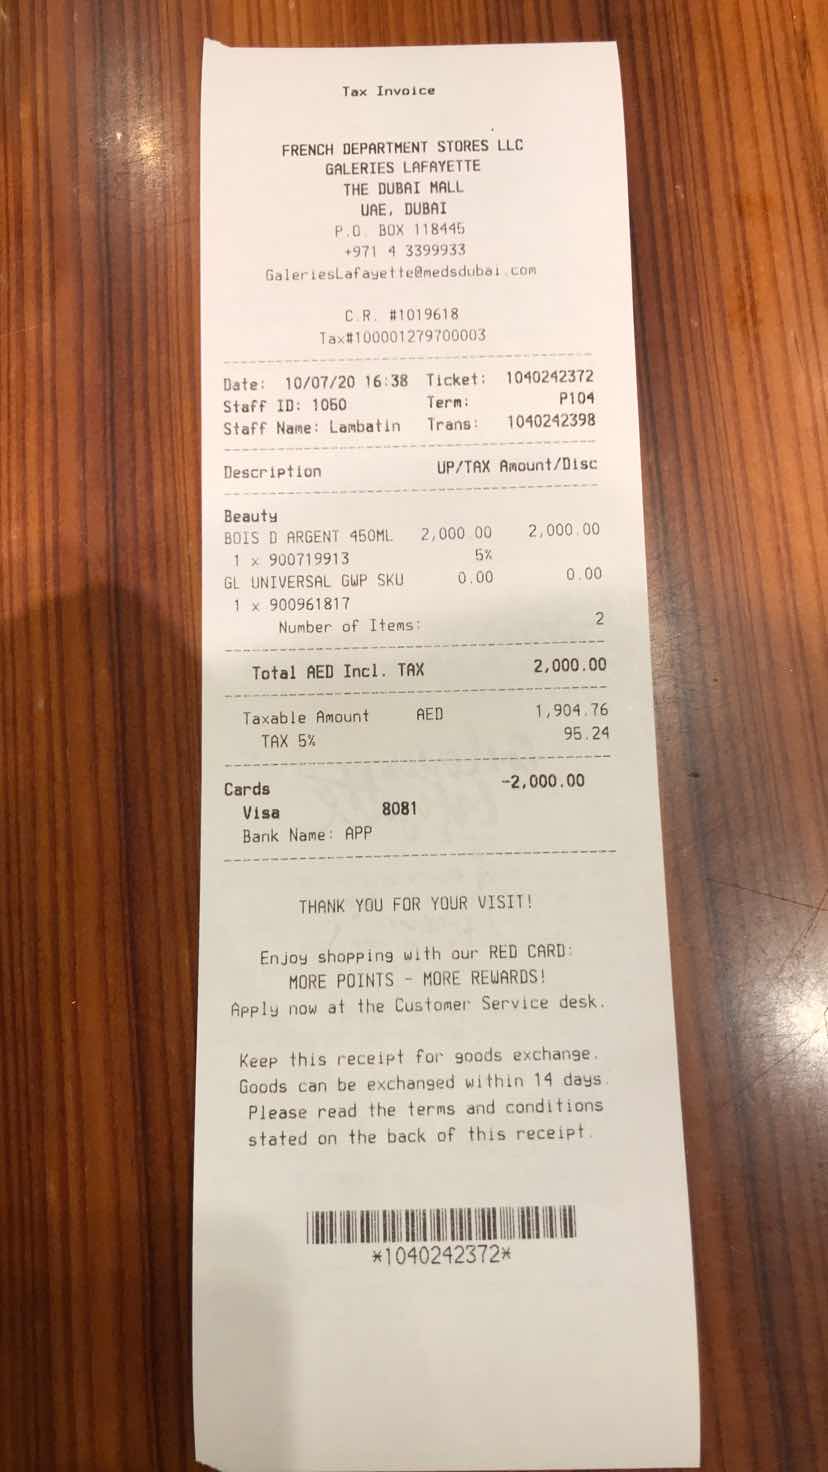 Tax Invoice
FRENCH DEPARTMENT STORES LLC
GALERIES LAFAYETTE
THE DUBAI MALL
UAE, DUBAI
P.O. BOX 118445
+971 4 3399933
GaleriesLafayette@medsdubai.com
C.R. #1019618
Tax#100001279700003
Date: 10/07/20 16:38 Ticket: 1040242372
Staff ID: 1050 Term: P104
Staff Name: Lambatin Trans: 1040242398
Description UP/TAX Amount/Disc
Beauty
BOIS D ARGENT 450ML 2,000.00 2,000.00
1 x 900719913 5%
GL UNIVERSAL GWP SKU 0.00 0.00
1 x 900961817
Number of Items: 2
Total AED Incl. TAX 2,000.00
Taxable Amount AED 1,904.76
TAX 5% 95.24
Cards -2,000.00
Visa 8081
Bank Name: APP
THANK YOU FOR YOUR VISIT!
Enjoy shopping with our RED CARD:
MORE POINTS - MORE REWARDS!
Apply now at the Customer Service desk.
Keep this receipt for goods exchange.
Goods can be exchanged within 14 days.
Please read the terms and conditions
stated on the back of this receipt.
*1040242372*